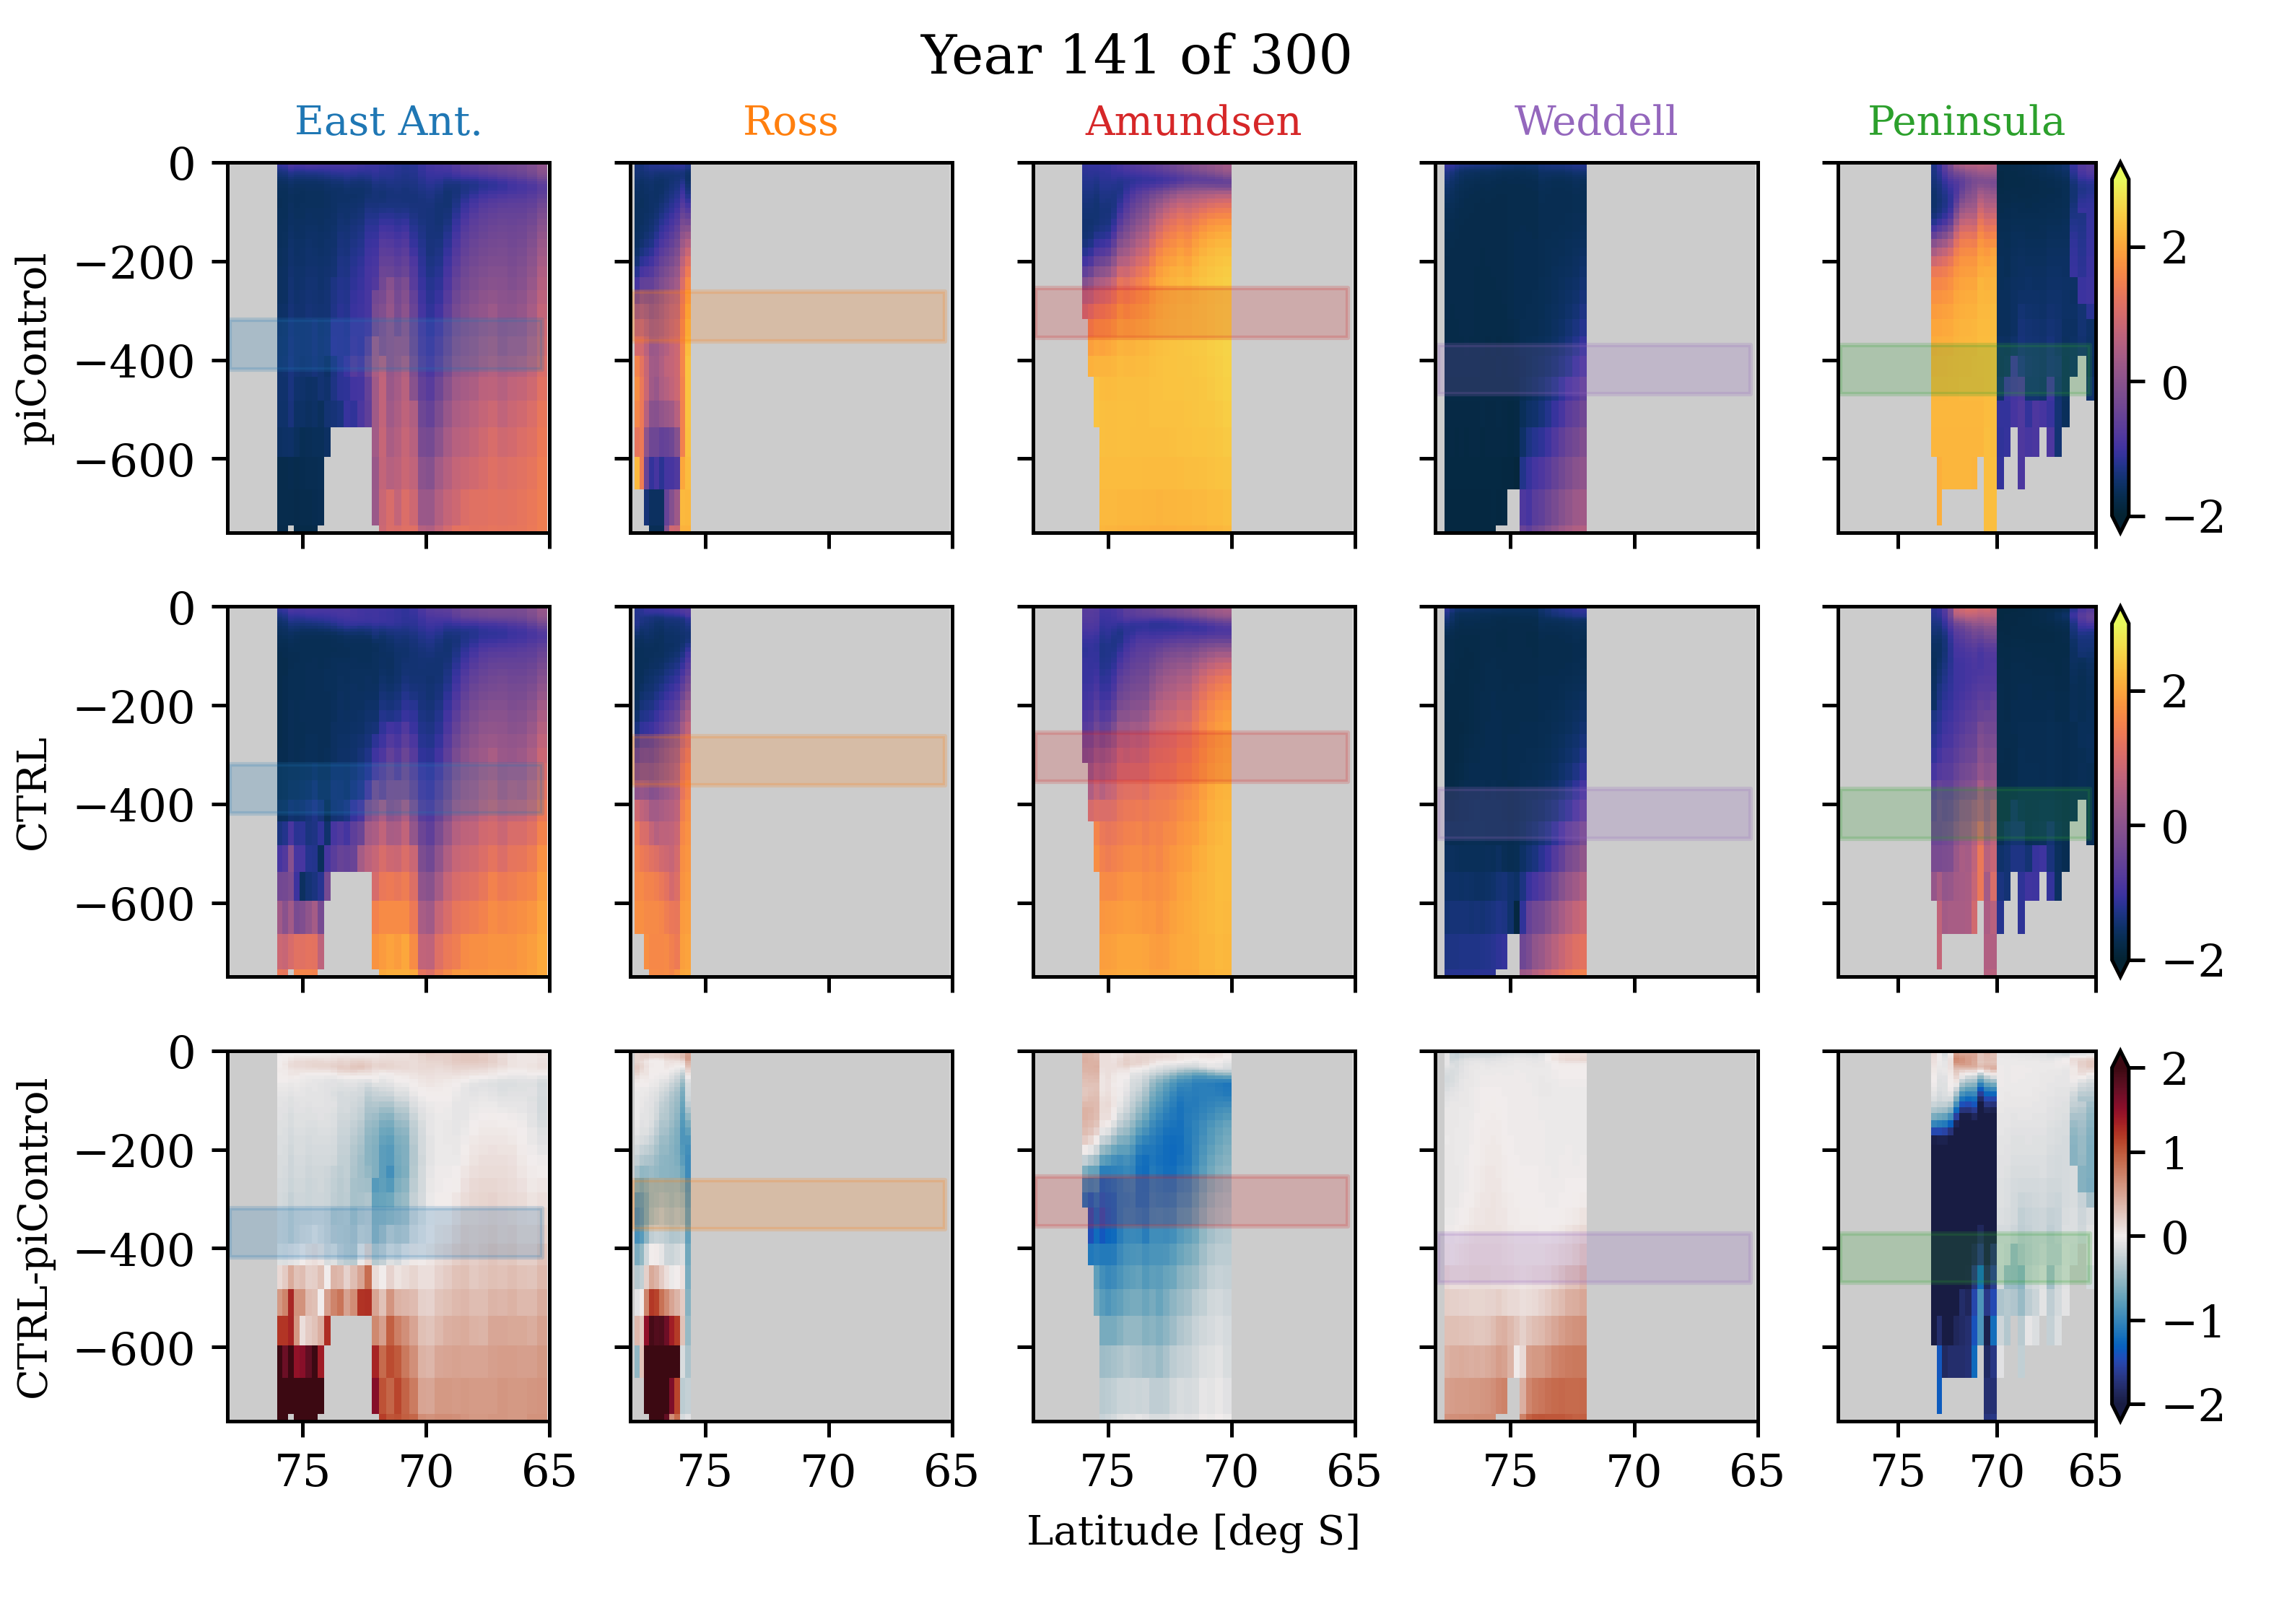 Year 141 of 300
East Ant.
Ross
Amundsen
Weddell
Peninsula
piControl
0
−200
−400
−600
2
0
−2
CTRL
0
−200
−400
−600
2
0
−2
CTRL-piControl
0
−200
−400
−600
2
1
0
−1
−2
75 70 65
75 70 65
75 70 65
75 70 65
75 70 65
Latitude [deg S]